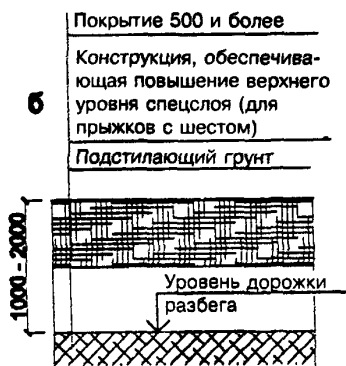 Покрытие 500 и более
Конструкция, обеспечива-
ющая повышение верхнего
уровня спецслоя (для
прыжков с шестом)
б
Подстилающий грунт
1000 - 2000
Уровень дорожки
разбега